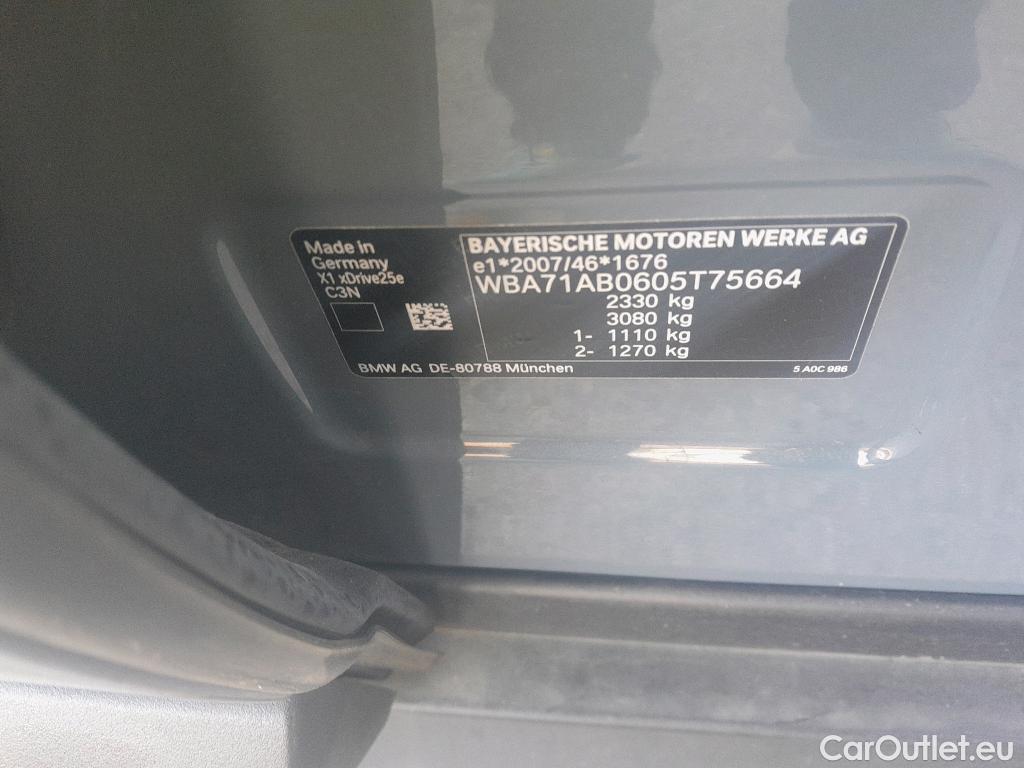 Made in
Germany
X1 xDrive25e
C3N
BAYERISCHE MOTOREN WERKE AG
e1*2007/46*1676
WBA71AB0605T75664
2330 kg
3080 kg
1- 1110 kg
2- 1270 kg
BMW AG DE-80788 München
5 A0C 9B6
CarOutlet.eu